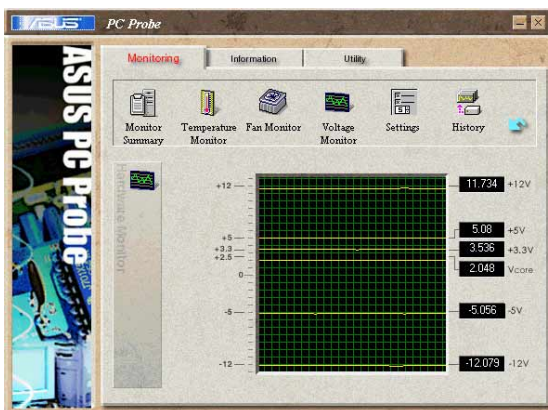 ASUS PC Probe
Monitoring Information Utility
Monitor Summary
Temperature Monitor
Fan Monitor
Voltage Monitor
Settings
History
ASUS PC Probe
Hardware Monitor
+12
+5
+3.3
+2.5
0
-5
-12
11.734 +12V
5.08 +5V
3.536 +3.3V
2.048 Vcore
-5.056 -5V
-12.079 -12V